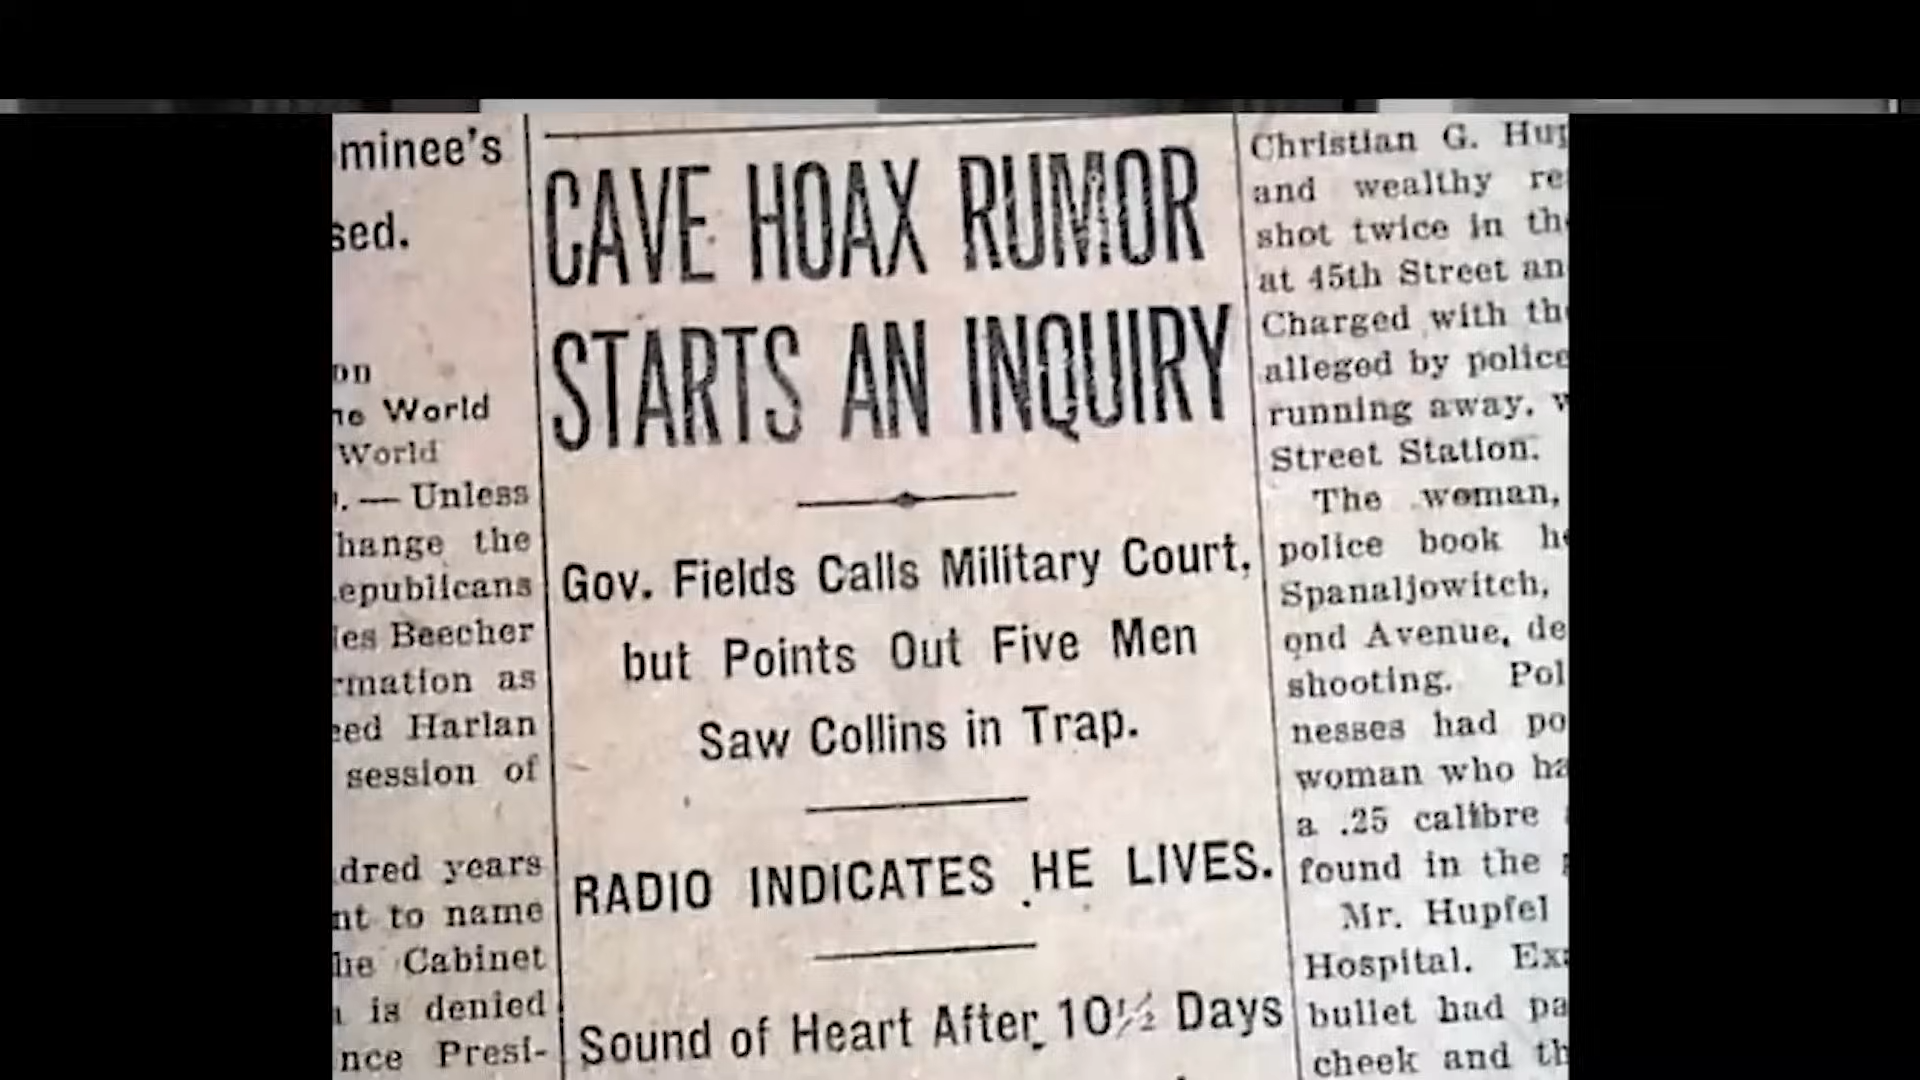 minee's
sed.
on
World
World
. — Unless
hange the
epublicans
Beecher
rmation as
eed Harlan
session of
dred years
nt to name
Cabinet
is denied
nce Presi-
CAVE HOAX RUMOR
STARTS AN INQUIRY
Gov. Fields Calls Military Court,
but Points Out Five Men
Saw Collins in Trap.
RADIO INDICATES HE LIVES.
Sound of Heart After 10½ Days
Christian G. Hup
and wealthy re
shot twice in th
at 45th Street an
Charged with th
alleged by police
running away, w
Street Station.
The woman,
police book h
Spanaljowitch,
ond Avenue, de
shooting. Pol
nesses had po
woman who ha
a .25 calibre
found in the
Mr. Hupfel
Hospital. Exa
bullet had pa
cheek and th